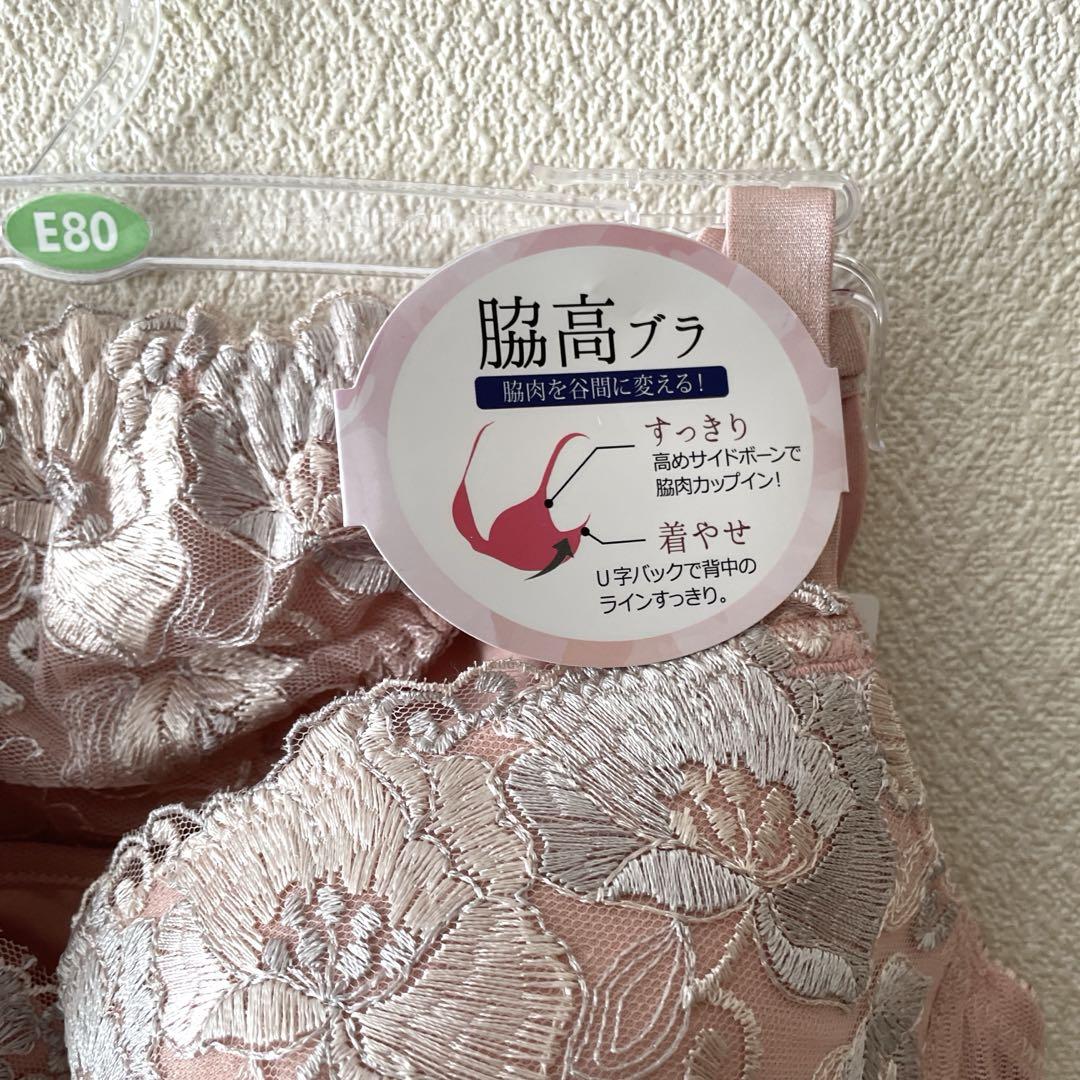 E80
脇高ブラ
脇肉を谷間に変える!
すっきり
高めサイドボーンで
脇肉カップイン!
着やせ
U字バックで背中の
ラインすっきり。